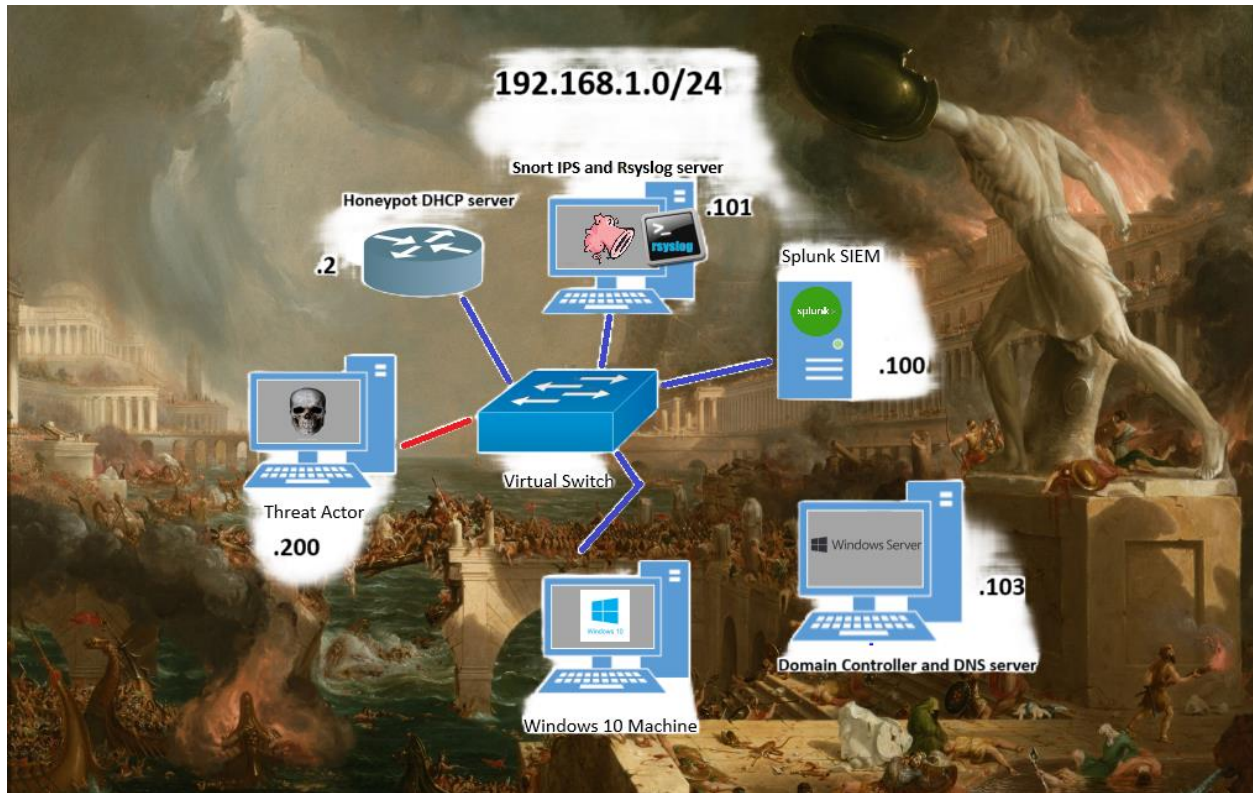 192.168.1.0/24
Snort IPS and Rsyslog server
.101
>_
rsyslog
Honeypot DHCP server
.2
Splunk SIEM
splunk>
.100
Virtual Switch
Threat Actor
.200
Windows Server
.103
Domain Controller and DNS server
Windows 10
Windows 10 Machine